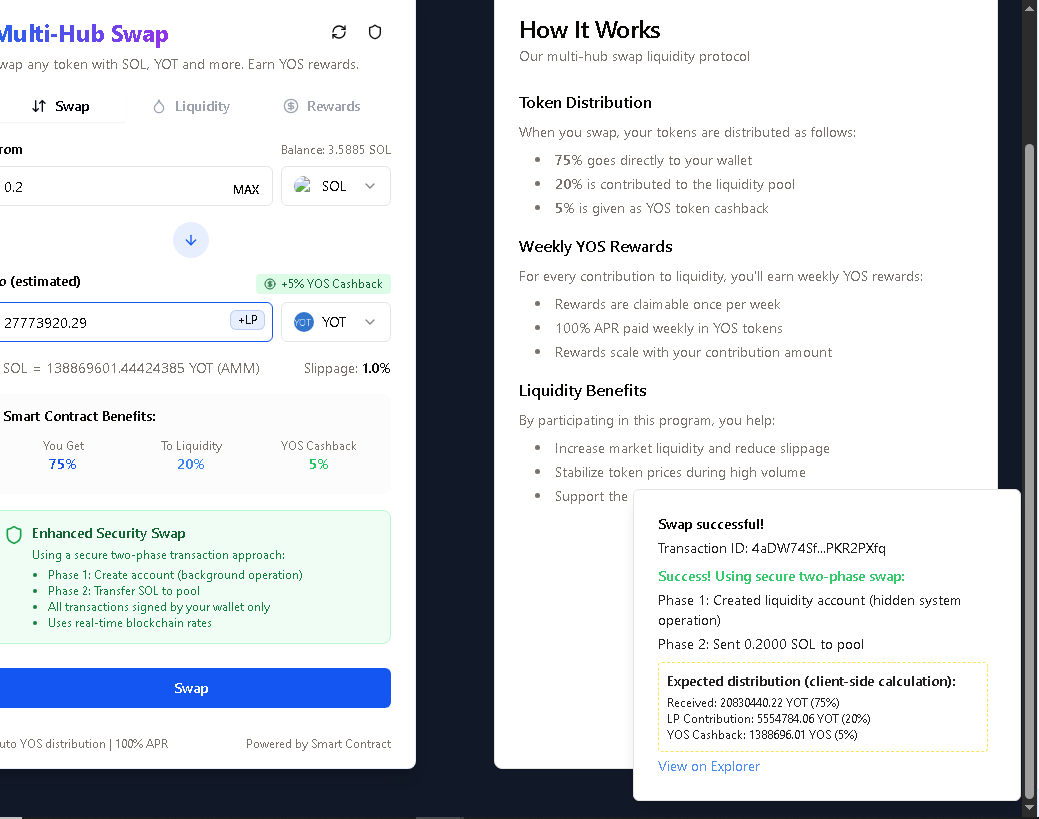 Multi-Hub Swap
wap any token with SOL, YOT and more. Earn YOS rewards.
Swap
Liquidity
Rewards
rom
Balance: 3.5885 SOL
0.2
MAX
SOL
o (estimated)
+5% YOS Cashback
27773920.29
+LP
YOT
YOT
SOL = 138869601.44424385 YOT (AMM)
Slippage: 1.0%
Smart Contract Benefits:
You Get
To Liquidity
YOS Cashback
75%
20%
5%
Enhanced Security Swap
Using a secure two-phase transaction approach:
• Phase 1: Create account (background operation)
• Phase 2: Transfer SOL to pool
• All transactions signed by your wallet only
• Uses real-time blockchain rates
Swap
uto YOS distribution | 100% APR
Powered by Smart Contract
How It Works
Our multi-hub swap liquidity protocol
Token Distribution
When you swap, your tokens are distributed as follows:
• 75% goes directly to your wallet
• 20% is contributed to the liquidity pool
• 5% is given as YOS token cashback
Weekly YOS Rewards
For every contribution to liquidity, you'll earn weekly YOS rewards:
• Rewards are claimable once per week
• 100% APR paid weekly in YOS tokens
• Rewards scale with your contribution amount
Liquidity Benefits
By participating in this program, you help:
• Increase market liquidity and reduce slippage
• Stabilize token prices during high volume
• Support the
Swap successful!
Transaction ID: 4aDW74Sf...PKR2PXfq
Success! Using secure two-phase swap:
Phase 1: Created liquidity account (hidden system
operation)
Phase 2: Sent 0.2000 SOL to pool
Expected distribution (client-side calculation):
Received: 20830440.22 YOT (75%)
LP Contribution: 5554784.06 YOT (20%)
YOS Cashback: 1388696.01 YOS (5%)
View on Explorer